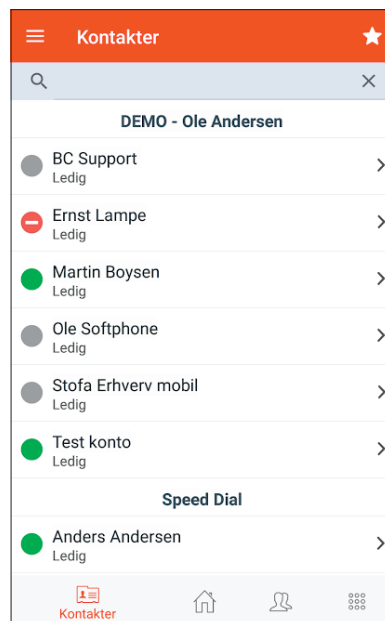 Kontakter
DEMO - Ole Andersen
BC Support
Ledig
Ernst Lampe
Ledig
Martin Boysen
Ledig
Ole Softphone
Ledig
Stofa Erhverv mobil
Ledig
Test konto
Ledig
Speed Dial
Anders Andersen
Ledig
Kontakter